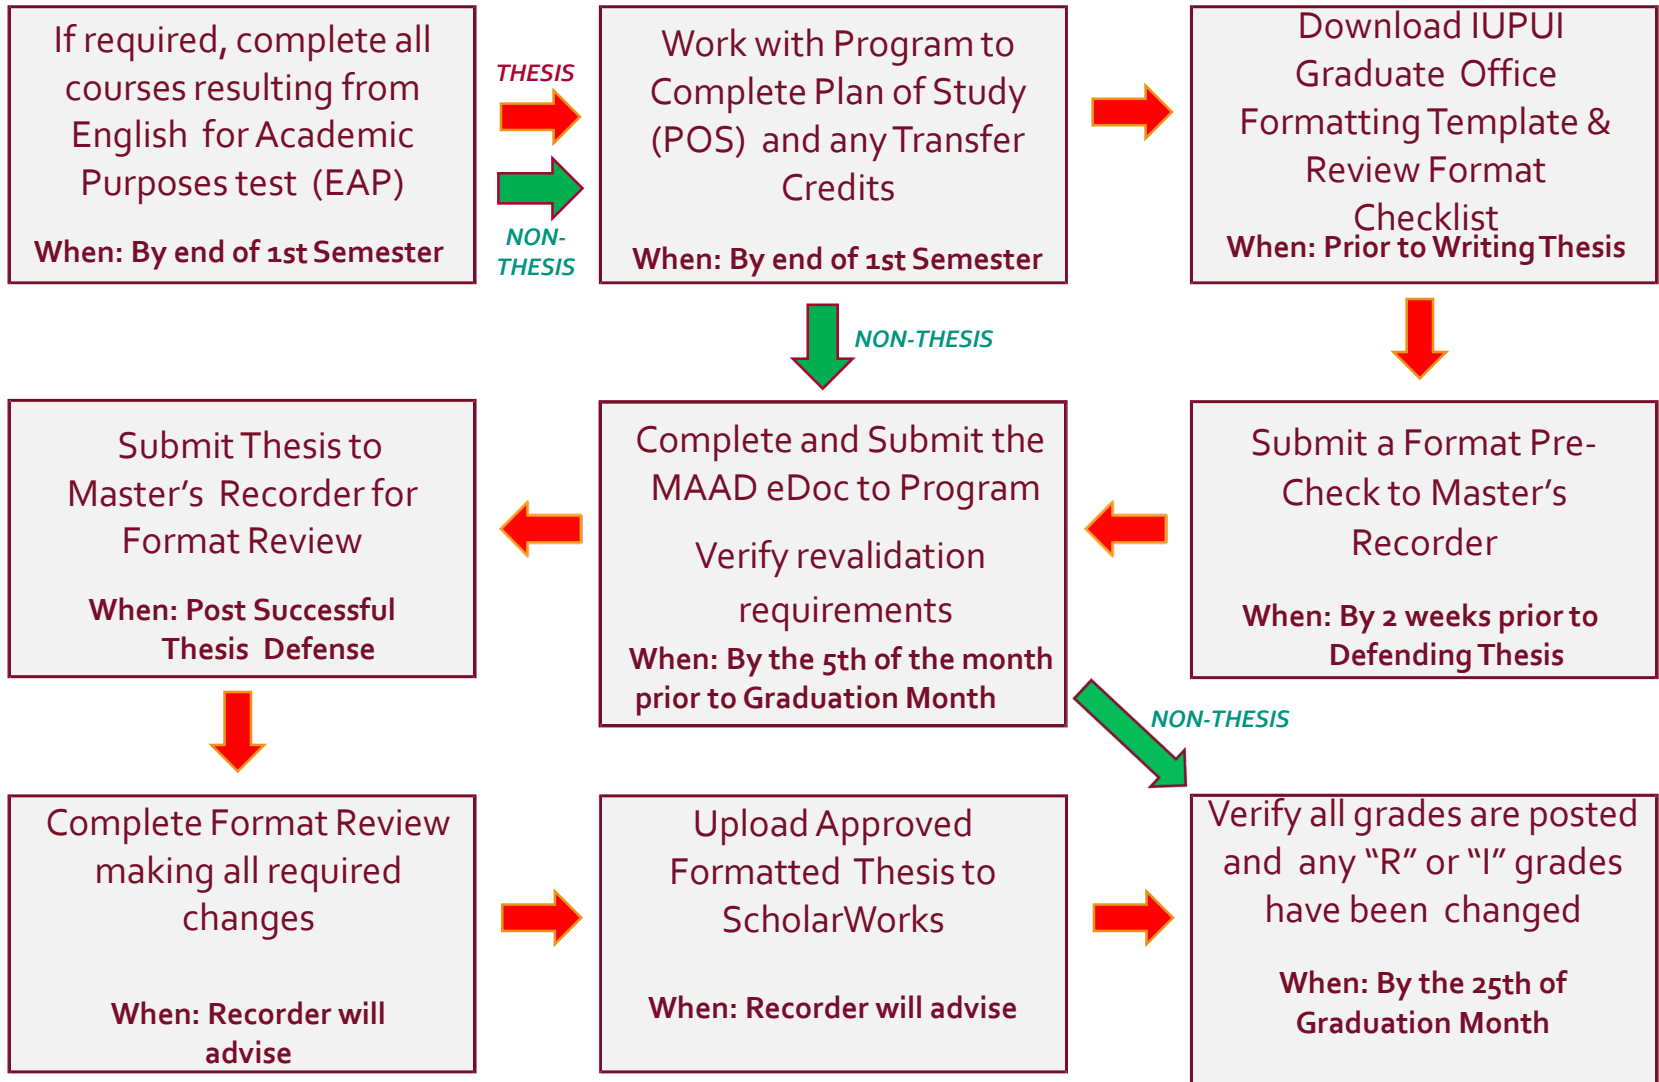 If required, complete all
courses resulting from
English for Academic
Purposes test (EAP)
When: By end of 1st Semester
THESIS
NON-
THESIS
Work with Program to
Complete Plan of Study
(POS) and any Transfer
Credits
When: By end of 1st Semester
Download IUPUI
Graduate Office
Formatting Template &
Review Format
Checklist
When: Prior to Writing Thesis
NON-THESIS
Submit Thesis to
Master's Recorder for
Format Review
When: Post Successful
Thesis Defense
Complete and Submit the
MAAD eDoc to Program
Verify revalidation
requirements
When: By the 5th of the month
prior to Graduation Month
Submit a Format Pre-
Check to Master's
Recorder
When: By 2 weeks prior to
Defending Thesis
NON-THESIS
Complete Format Review
making all required
changes
When: Recorder will
advise
Upload Approved
Formatted Thesis to
ScholarWorks
When: Recorder will advise
Verify all grades are posted
and any “R” or “I” grades
have been changed
When: By the 25th of
Graduation Month